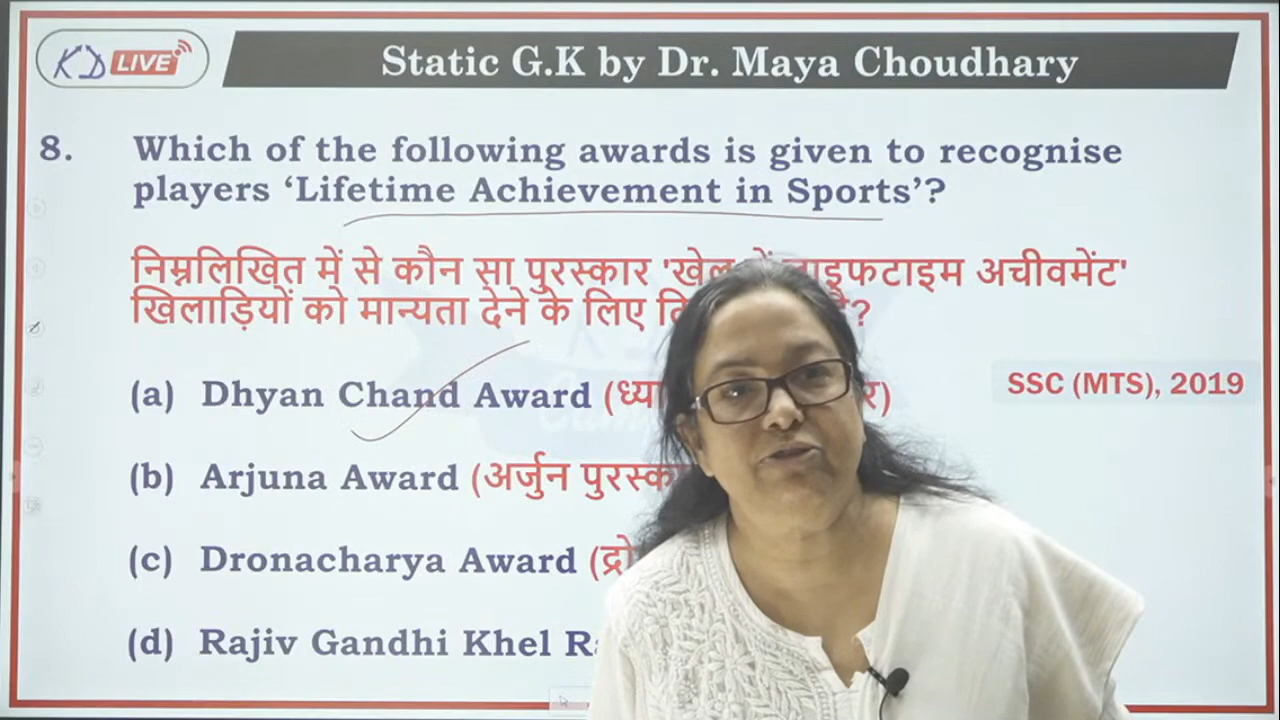 KD LIVE
Static G.K by Dr. Maya Choudhary
8. Which of the following awards is given to recognise
players ‘Lifetime Achievement in Sports’?
निम्नलिखित में से कौन सा पुरस्कार 'खेल में लाइफटाइम अचीवमेंट'
खिलाड़ियों को मान्यता देने के लिए है?
(a) Dhyan Chand Award
SSC (MTS), 2019
(b) Arjuna Award (अर्जुन
(c) Dronacharya Award
(d) Rajiv Gandhi Khel